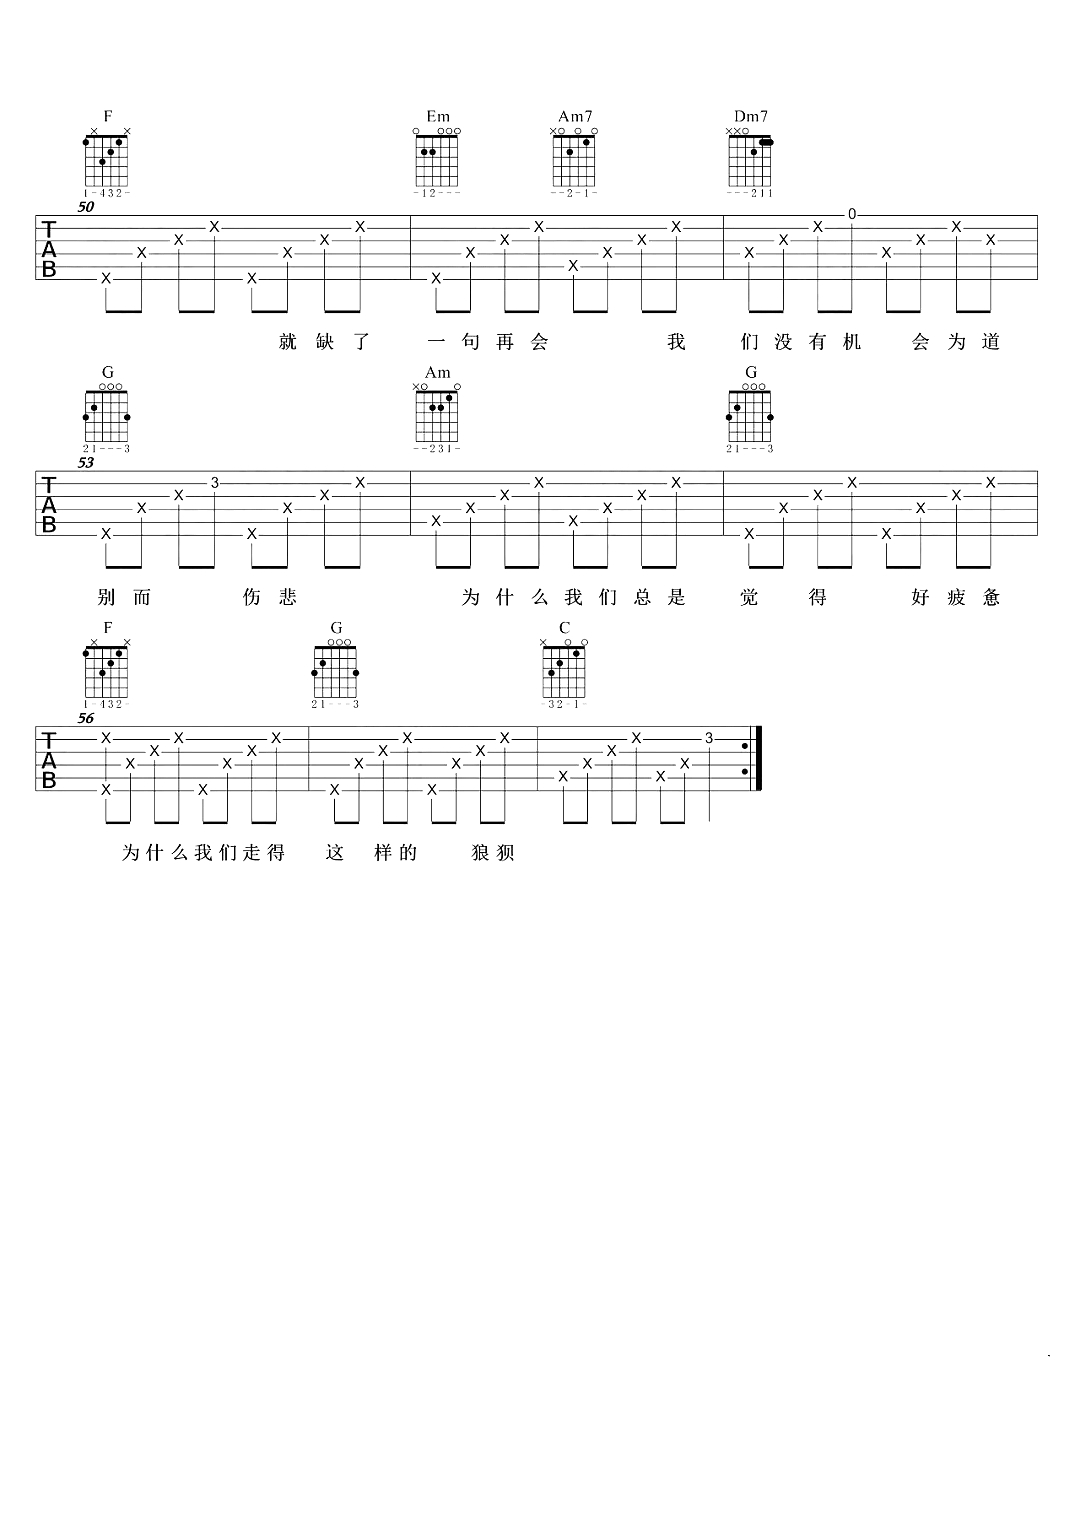 F Em Am7 Dm7
1-432- -12--- --2-1- ---211
50
T A B X X X X X X X X X X X X X X X X X X X 0 X X X X
就缺了 一句再会 我 们没有机 会为道
G Am G
21---3 --231- 21---3
53
T A B X X X 3 X X X X X X X X X X X X X X X X X X X X
别而 伤悲 为什么我们总是 觉 得 好疲惫
F G C
1-432- 21---3 -32-1-
56
T A B X X X X X X X X X X X X X X X X X X X X X X X 3
为什么我们走得 这 样的 狼狈